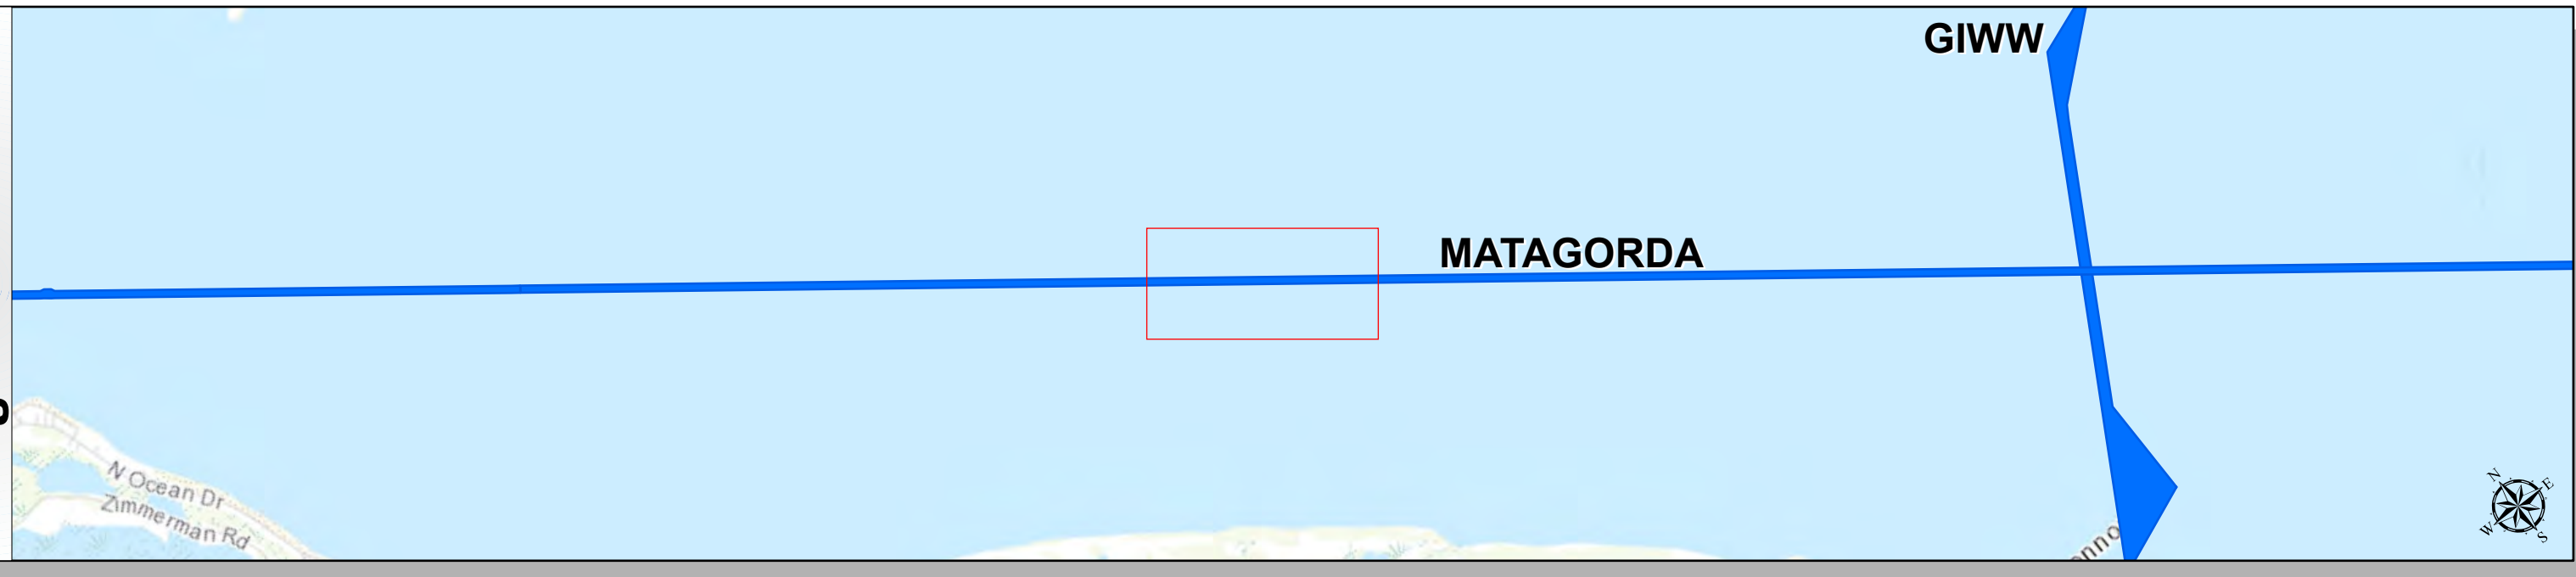 GIWW
MATAGORDA
N Ocean Dr
Zimmerman Rd
N
E
W
S